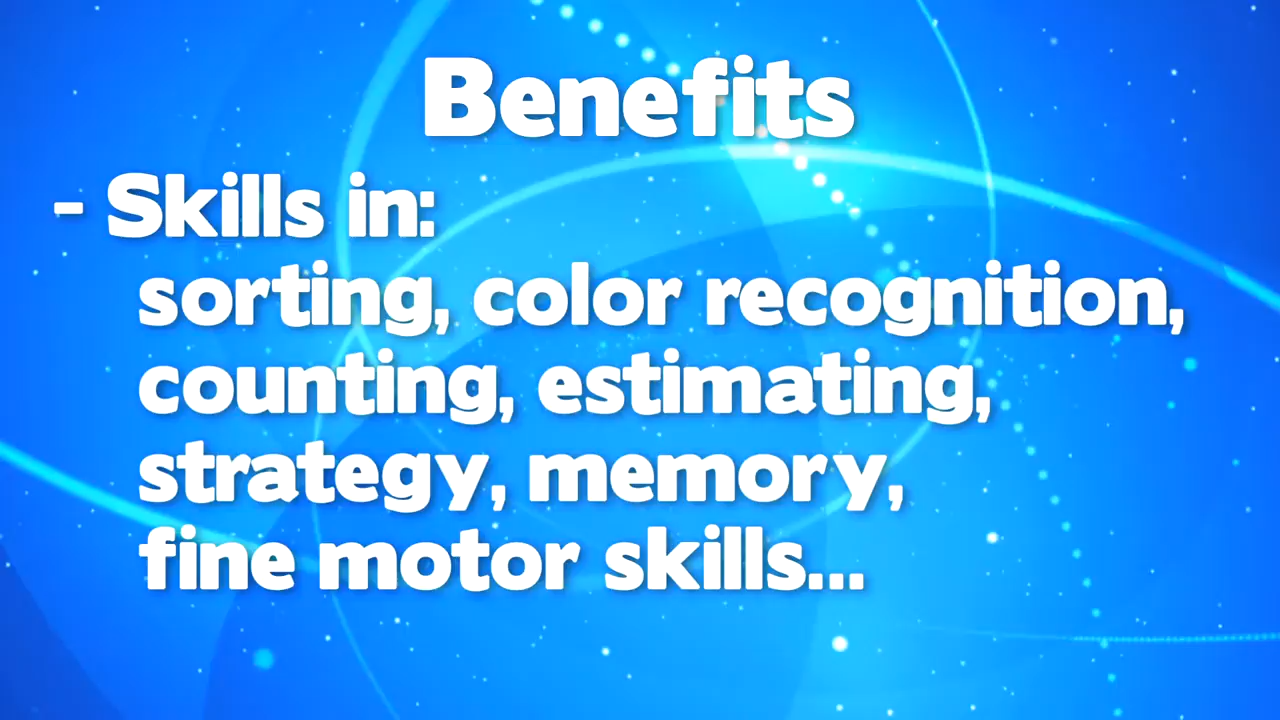 Benefits
- Skills in:
sorting, color recognition,
counting, estimating,
strategy, memory,
fine motor skills...